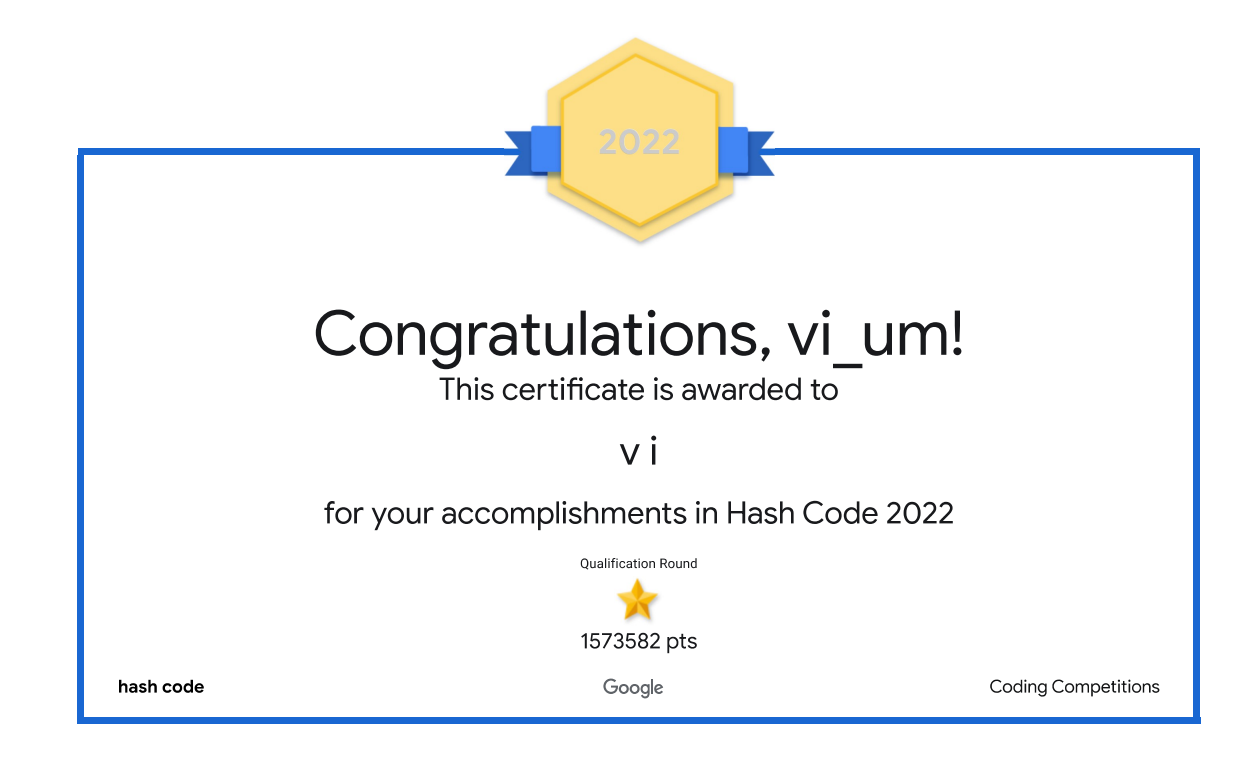 2022
Congratulations, vi_um!
This certificate is awarded to
v i
for your accomplishments in Hash Code 2022
Qualification Round
1573582 pts
hash code
Google
Coding Competitions